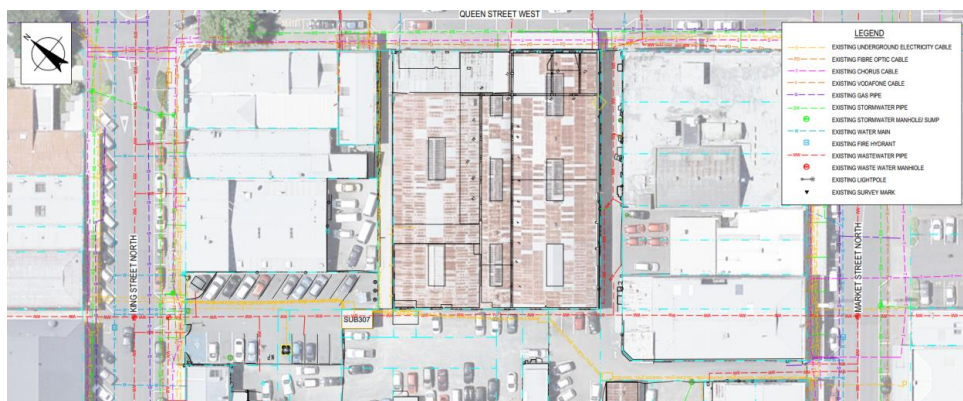 QUEEN STREET WEST
N
LEGEND
EXISTING UNDERGROUND ELECTRICITY CABLE
EXISTING FIBRE OPTIC CABLE
EXISTING CHORUS CABLE
EXISTING VODAFONE CABLE
EXISTING GAS PIPE
EXISTING STORMWATER PIPE
EXISTING STORMWATER MANHOLE/ SUMP
EXISTING WATER MAIN
EXISTING FIRE HYDRANT
EXISTING WASTEWATER PIPE
EXISTING WASTE WATER MANHOLE
EXISTING LIGHTPOLE
EXISTING SURVEY MARK
KING STREET NORTH
MARKET STREET NORTH
SUB307